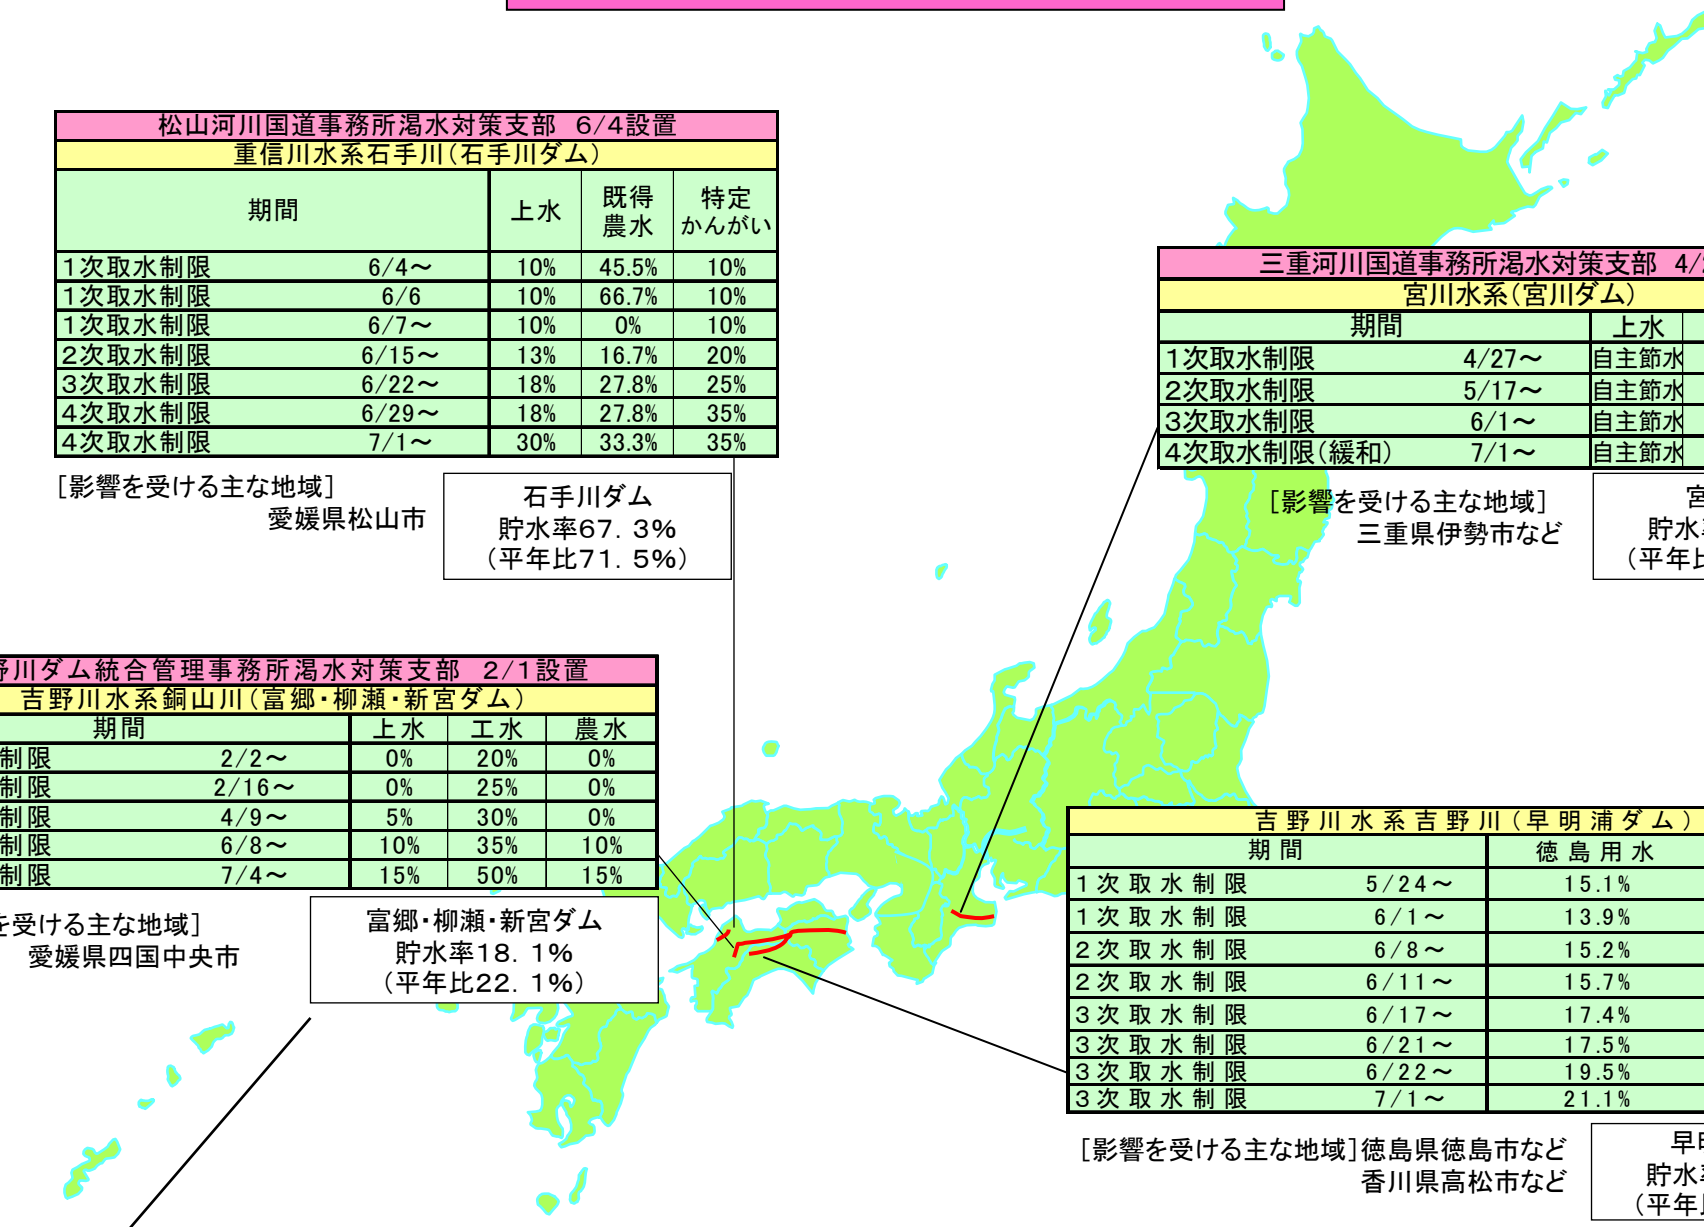 松山河川国道事務所渇水対策支部 6/4設置
重信川水系石手川(石手川ダム)
期間 上水 既得農水 特定かんがい
1次取水制限 6/4～ 10% 45.5% 10%
1次取水制限 6/6 10% 66.7% 10%
1次取水制限 6/7～ 10% 0% 10%
2次取水制限 6/15～ 13% 16.7% 20%
3次取水制限 6/22～ 18% 27.8% 25%
4次取水制限 6/29～ 18% 27.8% 35%
4次取水制限 7/1～ 30% 33.3% 35%
[影響を受ける主な地域]
愛媛県松山市
石手川ダム
貯水率67.3%
(平年比71.5%)
三重河川国道事務所渇水対策支部 4/
宮川水系(宮川ダム)
期間 上水
1次取水制限 4/27～ 自主節水
2次取水制限 5/17～ 自主節水
3次取水制限 6/1～ 自主節水
4次取水制限(緩和) 7/1～ 自主節水
[影響を受ける主な地域]
三重県伊勢市など
宮
貯水
(平年比
野川ダム統合管理事務所渇水対策支部 2/1設置
吉野川水系銅山川(富郷・柳瀬・新宮ダム)
期間 上水 工水 農水
制限 2/2～ 0% 20% 0%
制限 2/16～ 0% 25% 0%
制限 4/9～ 5% 30% 0%
制限 6/8～ 10% 35% 10%
制限 7/4～ 15% 50% 15%
を受ける主な地域]
愛媛県四国中央市
富郷・柳瀬・新宮ダム
貯水率18.1%
(平年比22.1%)
吉野川水系吉野川(早明浦ダム)
期間 徳島用水
1次取水制限 5/24～ 15.1%
1次取水制限 6/1～ 13.9%
2次取水制限 6/8～ 15.2%
2次取水制限 6/11～ 15.7%
3次取水制限 6/17～ 17.4%
3次取水制限 6/21～ 17.5%
3次取水制限 6/22～ 19.5%
3次取水制限 7/1～ 21.1%
[影響を受ける主な地域]徳島県徳島市など
香川県高松市など
早
貯水
(平年